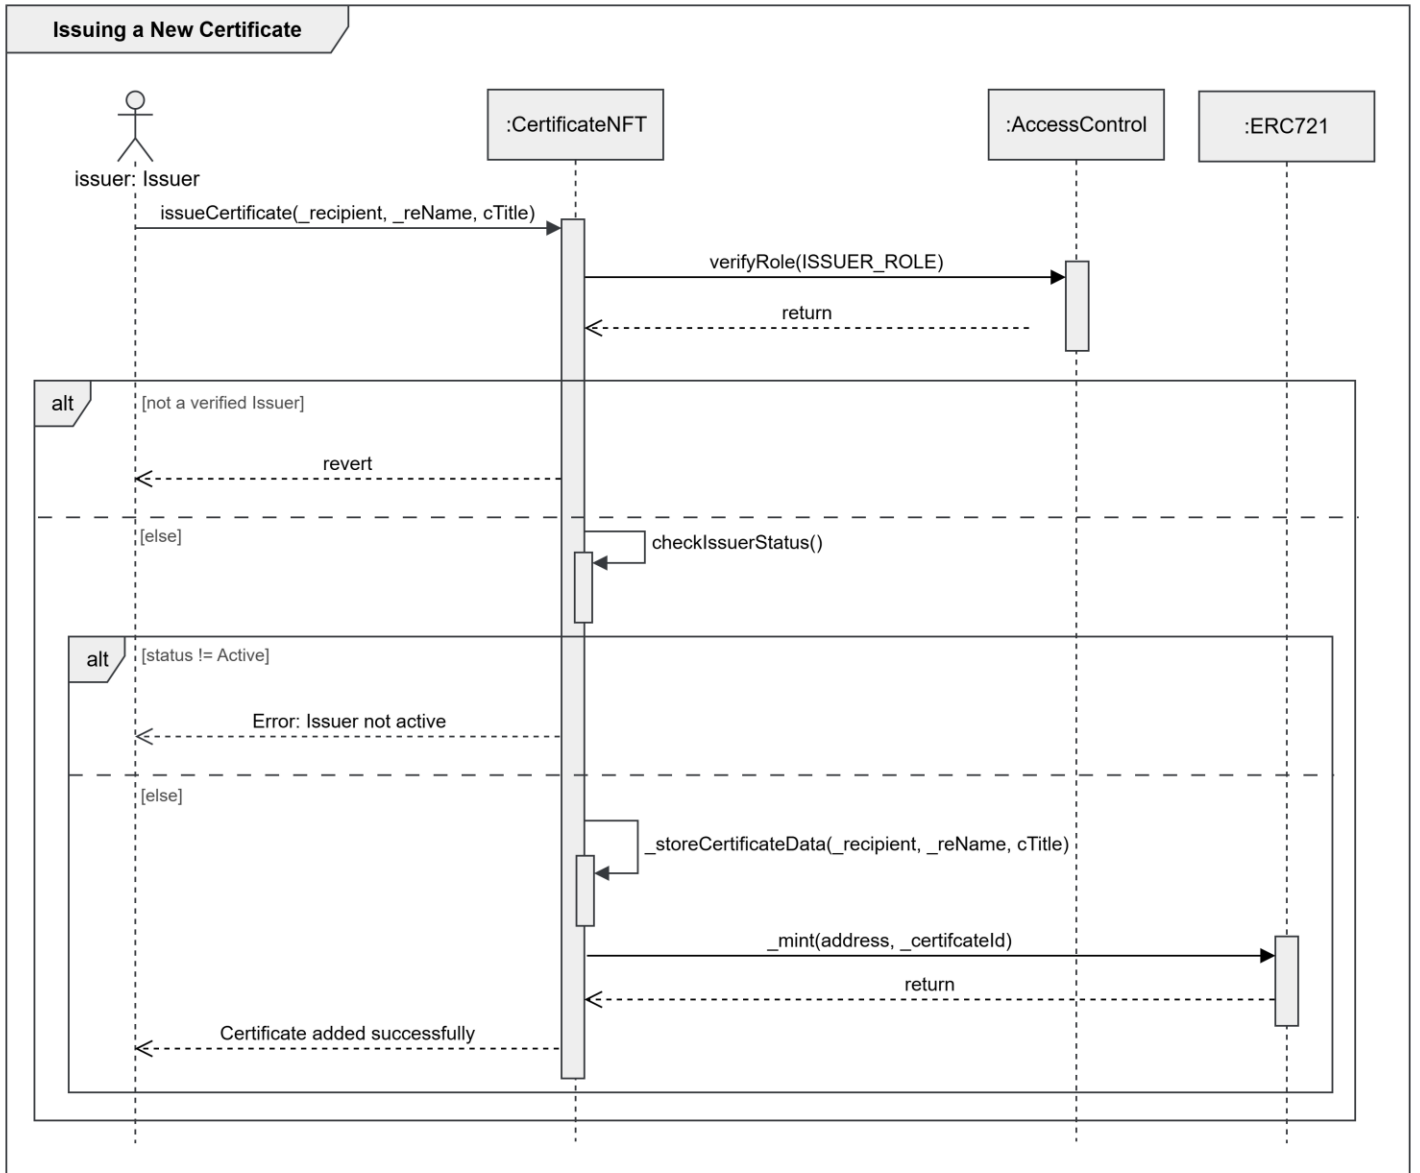 Issuing a New Certificate
:CertificateNFT
:AccessControl
:ERC721
issuer: Issuer
issueCertificate(_recipient, _reName, cTitle)
verifyRole(ISSUER_ROLE)
return
alt
[not a verified Issuer]
revert
[else]
checkIssuerStatus()
alt
[status != Active]
Error: Issuer not active
[else]
_storeCertificateData(_recipient, _reName, cTitle)
_mint(address, _certifcateId)
return
Certificate added successfully